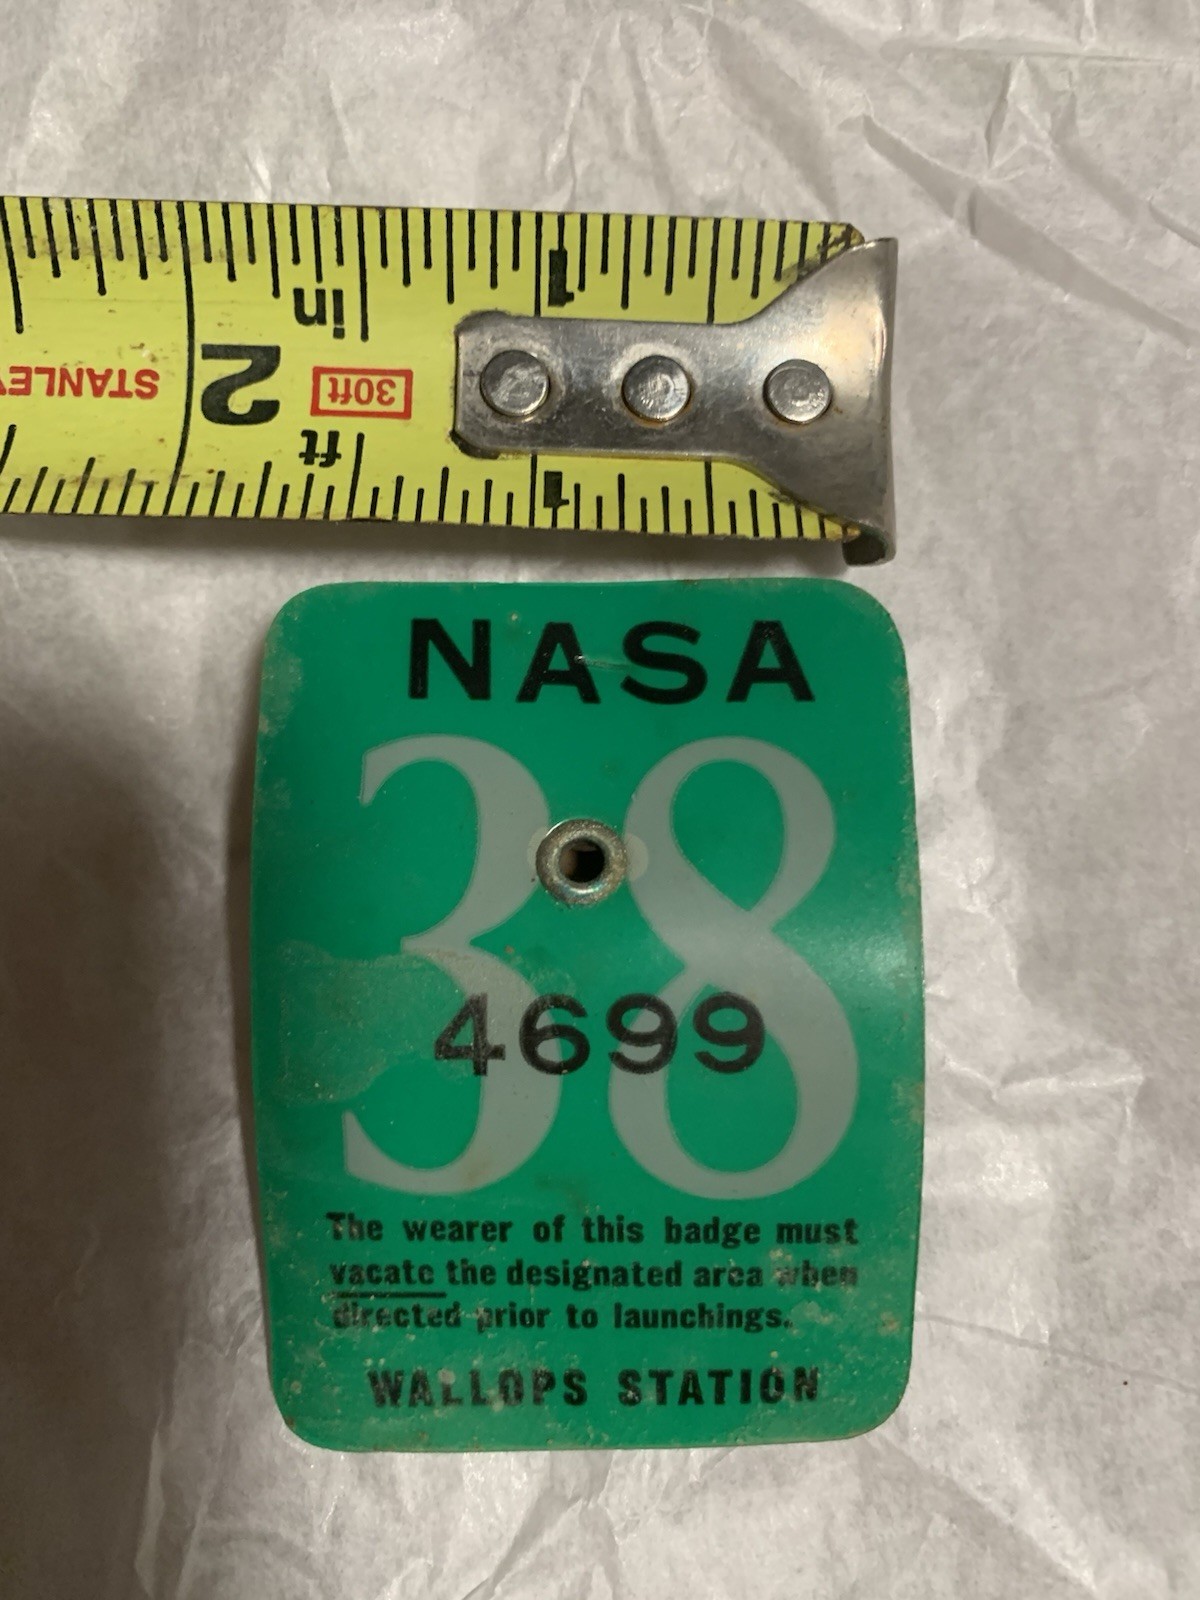 1
in
2
30ft
STANLEY
ft
1
NASA
38
4699
The wearer of this badge must
vacate the designated area when
directed prior to launchings.
WALLOPS STATION